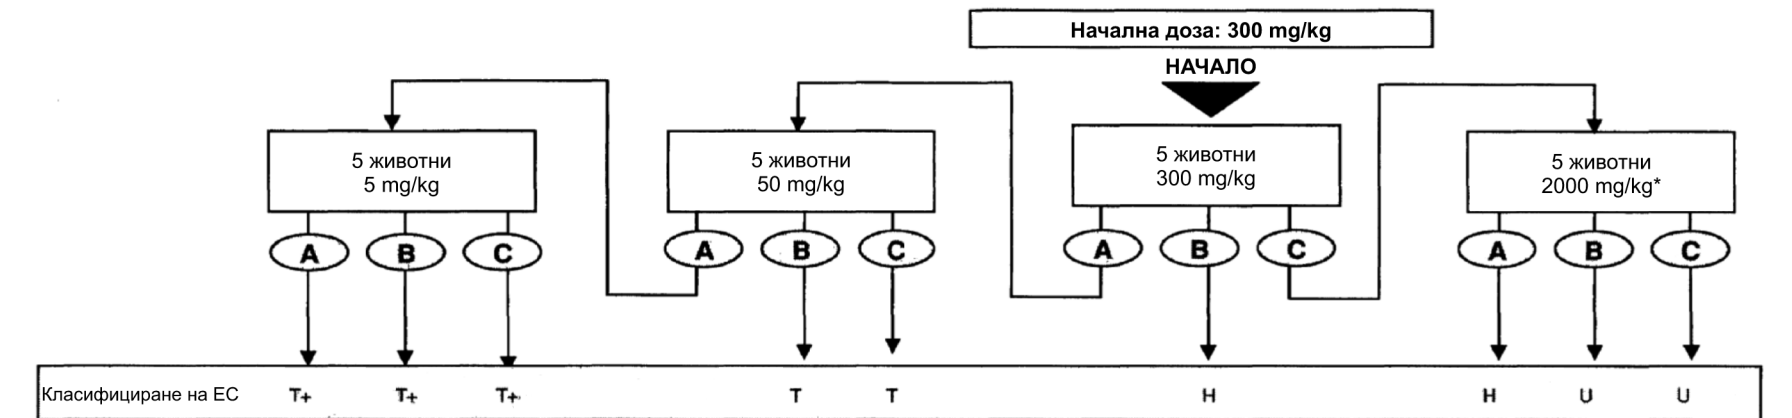 Начална доза: 300 mg/kg
НАЧАЛО
5 животни
5 mg/kg
5 животни
50 mg/kg
5 животни
300 mg/kg
5 животни
2000 mg/kg*
A B C A B C A B C A B C
Класифициране на ЕС T+ T+ T+ T T H H U U